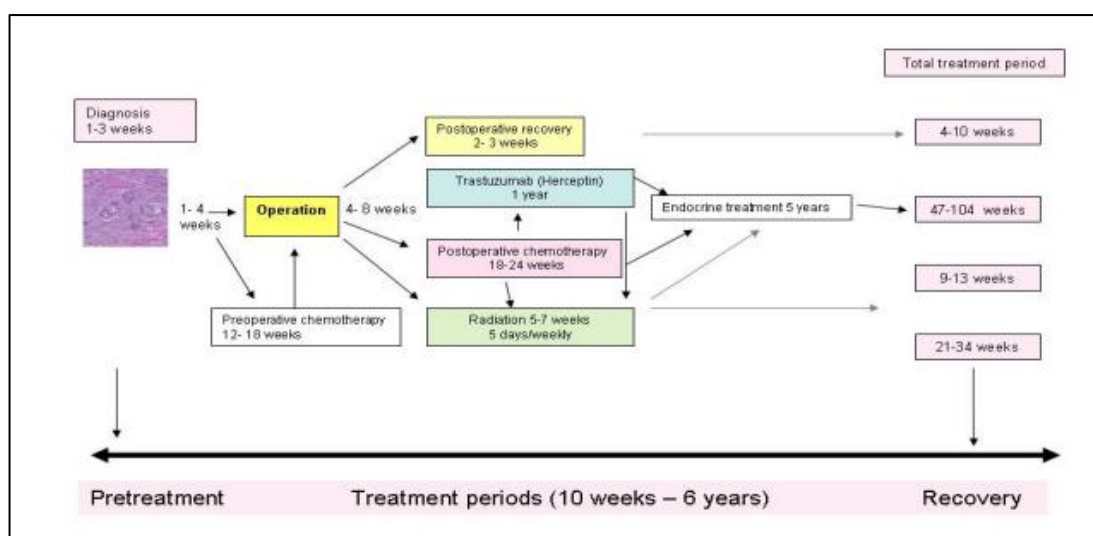 Total treatment period
Diagnosis
1-3 weeks
Postoperative recovery
2- 3 weeks
4-10 weeks
Trastuzumab (Herceptin)
1 year
1- 4
weeks
Operation
4- 8 weeks
Endocrine treatment 5 years
47-104 weeks
Postoperative chemotherapy
18-24 weeks
9-13 weeks
Preoperative chemotherapy
12- 18 weeks
Radiation 5-7 weeks
5 days/weekly
21-34 weeks
Pretreatment
Treatment periods (10 weeks – 6 years)
Recovery